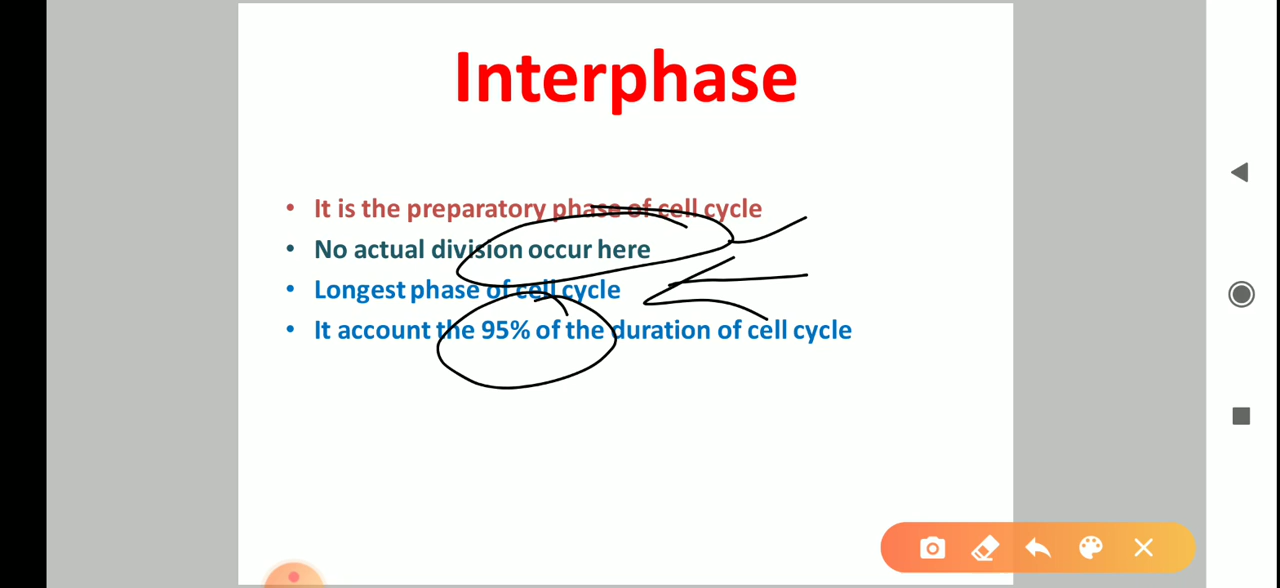 Interphase
• It is the preparatory phase of cell cycle
• No actual division occur here
• Longest phase of cell cycle
• It account the 95% of the duration of cell cycle